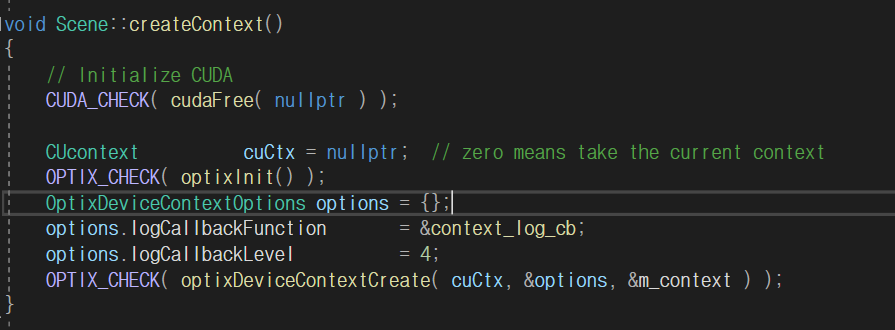 void Scene::createContext()
{
    // Initialize CUDA
    CUDA_CHECK( cudaFree( nullptr ) );
    CUcontext          cuCtx = nullptr;  // zero means take the current context
    OPTIX_CHECK( optixInit() );
    OptixDeviceContextOptions options = {};
    options.logCallbackFunction       = &context_log_cb;
    options.logCallbackLevel          = 4;
    OPTIX_CHECK( optixDeviceContextCreate( cuCtx, &options, &m_context ) );
}